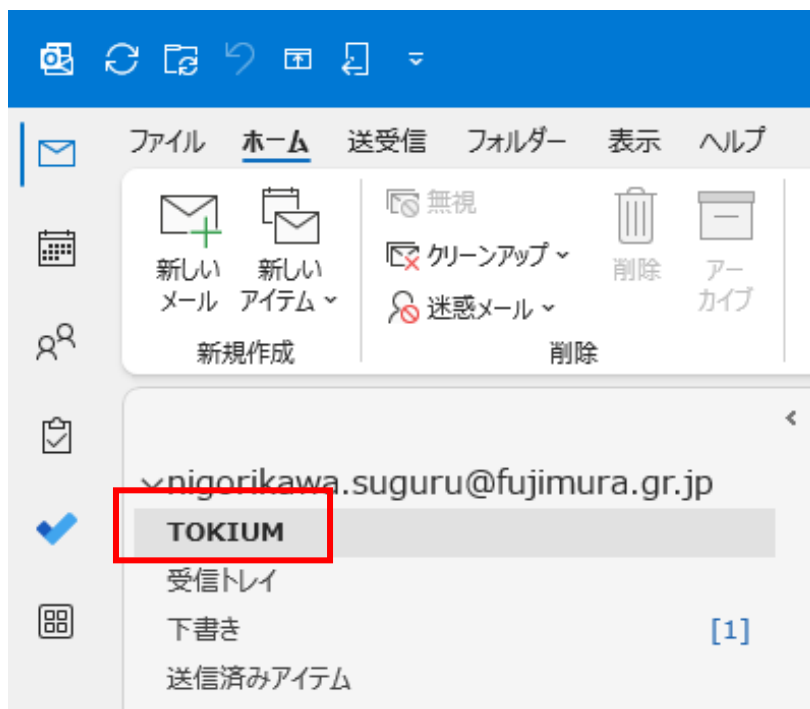 ファイル ホーム 送受信 フォルダー 表示 ヘルプ
新しい
メール
新しい
アイテム
無視
クリーンアップ
迷惑メール
削除
アー
カイブ
新規作成
削除
nigorikawa.suguru@fujimura.gr.jp
TOKIUM
受信トレイ
下書き [1]
送信済みアイテム